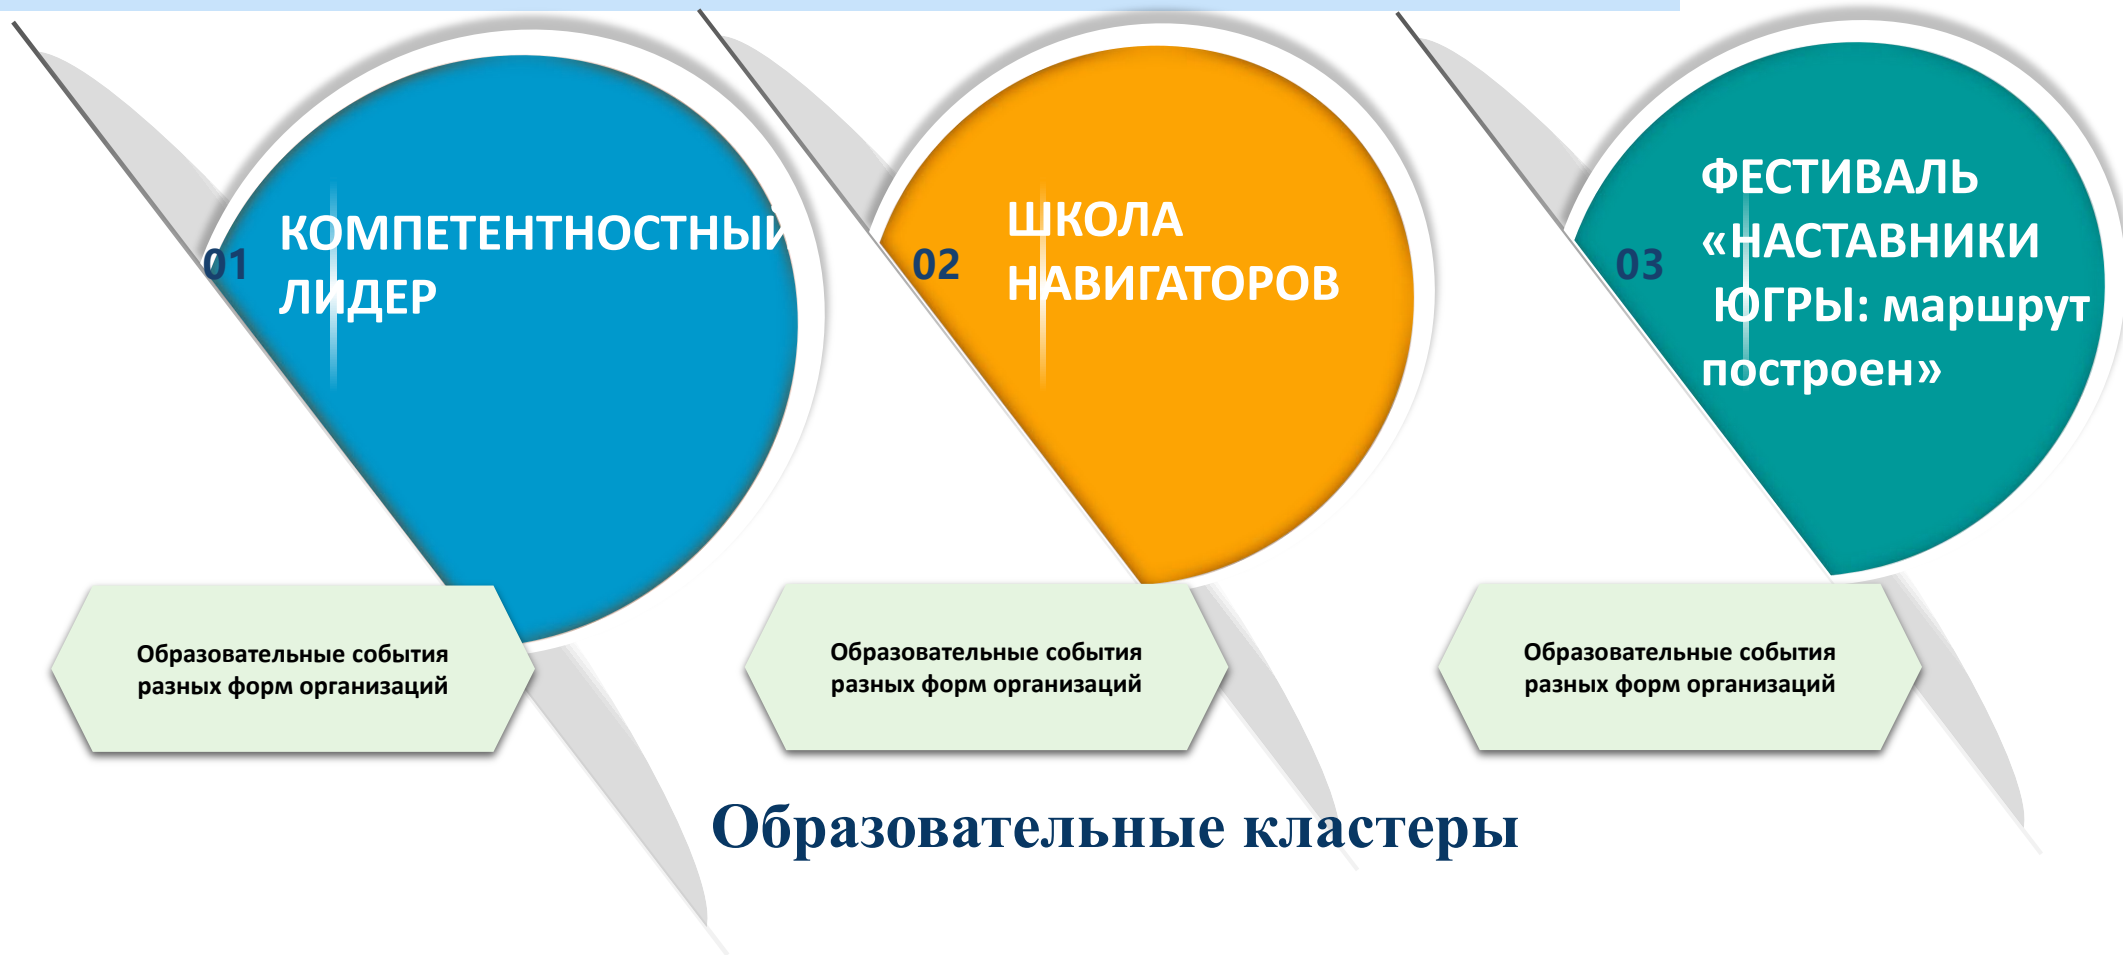 01
КОМПЕТЕНТНОСТНЫЙ
ЛИДЕР
02
ШКОЛА
НАВИГАТОРОВ
03
ФЕСТИВАЛЬ
«НАСТАВНИКИ
ЮГРЫ: маршрут
построен»
Образовательные события
разных форм организаций
Образовательные события
разных форм организаций
Образовательные события
разных форм организаций
Образовательные кластеры